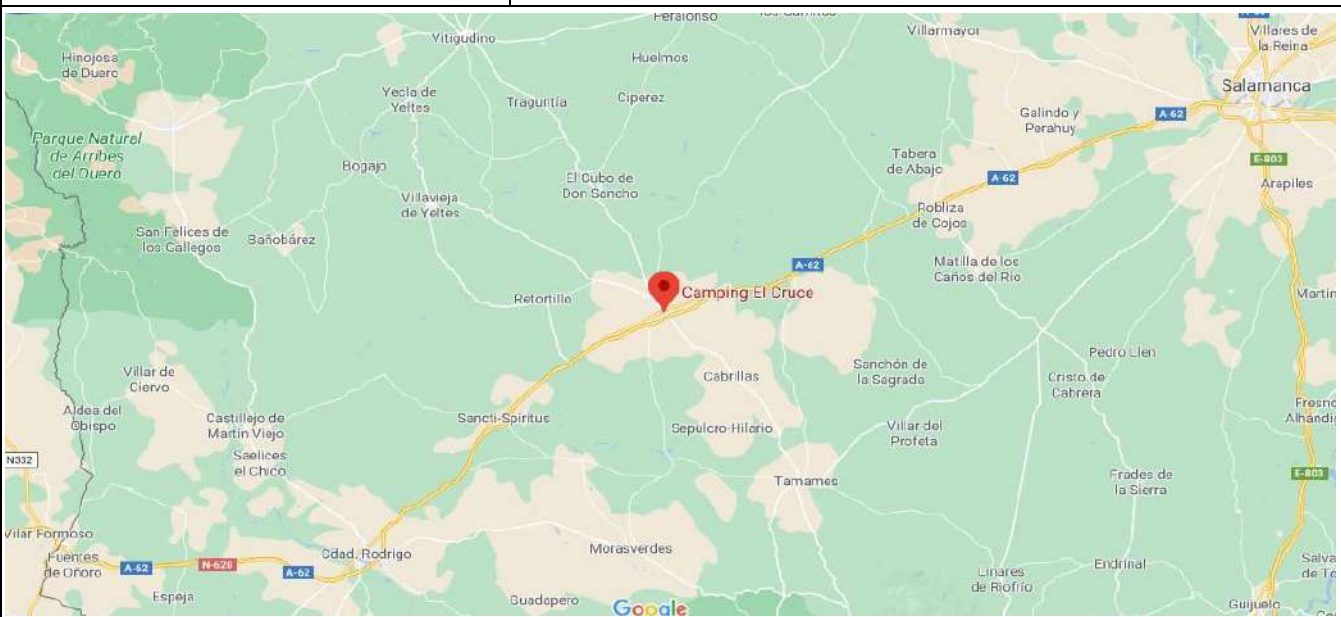 Peralonso
Vitigudino
Villarmayor
Villares de
la Reina
Hinojosa
de Duero
Huelmos
Salamanca
Yecla de
Yeltes
Traguntía
Ciperez
Galindo y
Perahuy
A-62
Parque Natural
de Arribes
del Duero
Bogajo
Tabera
de Abajo
E-803
El Cubo de
Don Sancho
A-62
Arapiles
Villavieja
de Yeltes
Robliza
de Cojos
San Felices de
los Gallegos
Bañobárez
A-62
Matilla de los
Caños del Río
Retortillo
Camping El Cruce
Martin
Villar de
Ciervo
Cabrillas
Sanchón de
la Sagrada
Pedro Llen
Cristo de
Cabrera
Aldea del
Obispo
Castillejo de
Martín Viejo
Sancti-Spíritus
Sepulcro-Hilario
Villar del
Profeta
Fresno
Alhándig
N332
Saelices
el Chico
Tamames
Frades de
la Sierra
E-803
Vilar Formoso
Fuentes
de Oñoro
A-62
N-620
A-62
Cdad. Rodrigo
Morasverdes
Linares
de Riofrío
Endrinal
Salva
de To
Espeja
Guadapero
Google
Guijuelo